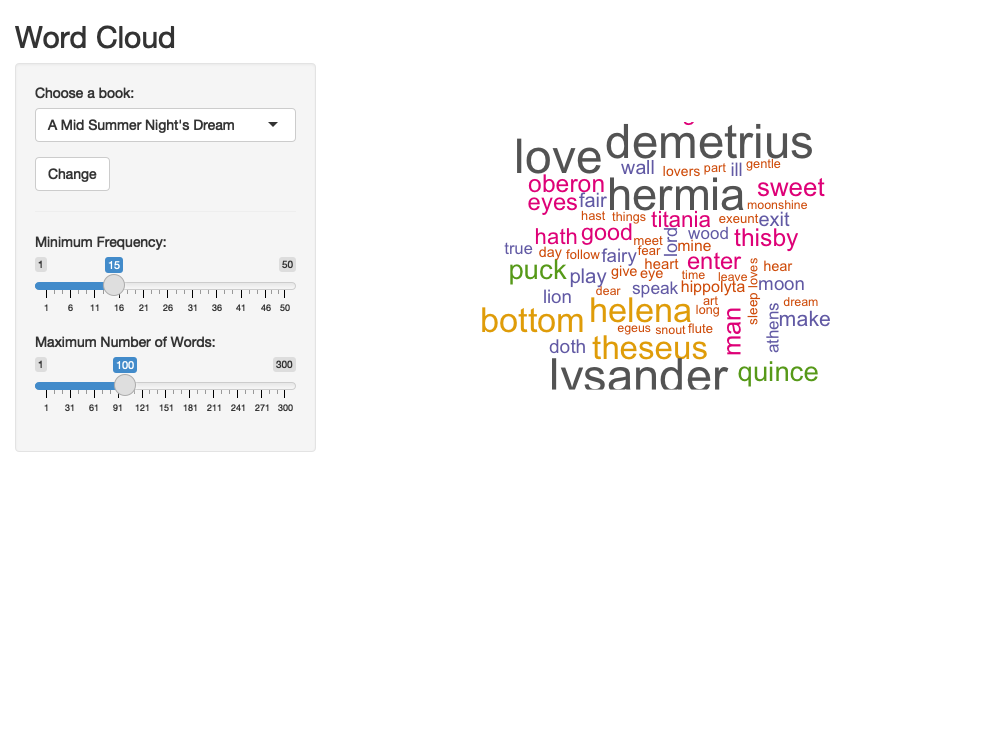 Word Cloud
Choose a book:
A Mid Summer Night's Dream
Change
Minimum Frequency:
1 15 50
1 6 11 16 21 26 31 36 41 46 50
Maximum Number of Words:
1 100 300
1 31 61 91 121 151 181 211 241 271 300
demetrius
love
wall lovers part ill gentle
oberon hermia sweet
eyes fair moonshine
hast things titania exeunt exit
hath good meet lord wood thisby
true day follow fairy fear mine
puck play give eye heart enter hear
time leave loves
lion dear speak hippolyta moon
sleep art dream
bottom helena long man athens make
egeus snout flute
doth theseus
lysander quince